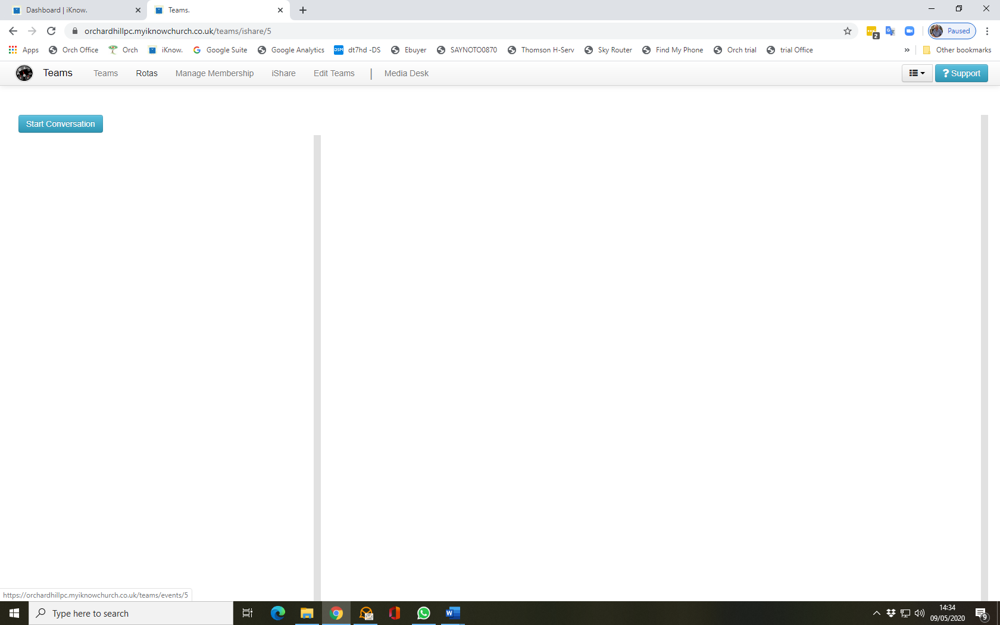 Dashboard | iKnow.
Teams.
orchardhillpc.myiknowchurch.co.uk/teams/ishare/5
2
Paused
Apps
Orch Office
Orch
iKnow.
Google Suite
Google Analytics
DSM
dt7hd -DS
Ebuyer
SAYNOTO0870
Thomson H-Serv
Sky Router
Find My Phone
Orch trial
trial Office
»
Other bookmarks
Teams
Teams
Rotas
Manage Membership
iShare
Edit Teams
|
Media Desk
? Support
Start Conversation
https://orchardhillpc.myiknowchurch.co.uk/teams/events/5
Type here to search
14:34
09/05/2020
9